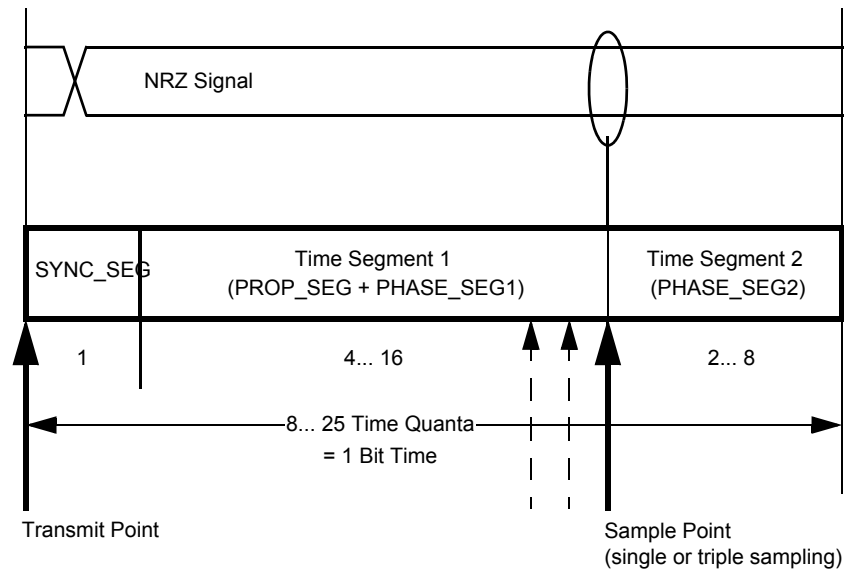 NRZ Signal
SYNC_SEG
Time Segment 1
(PROP_SEG + PHASE_SEG1)
Time Segment 2
(PHASE_SEG2)
1
4... 16
2... 8
8... 25 Time Quanta
= 1 Bit Time
Transmit Point
Sample Point
(single or triple sampling)